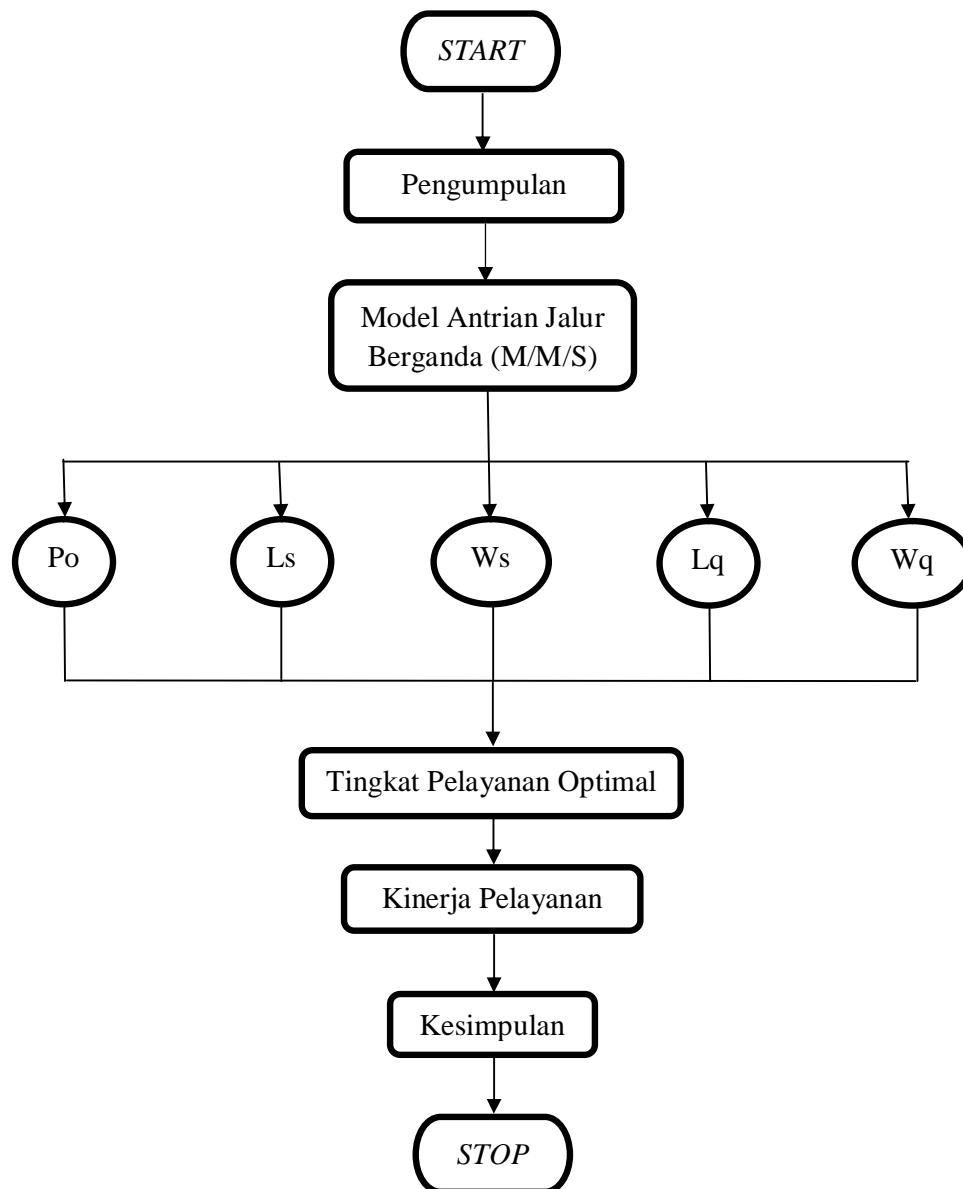 START
Pengumpulan
Model Antrian Jalur
Berganda (M/M/S)
Po
Ls
Ws
Lq
Wq
Tingkat Pelayanan Optimal
Kinerja Pelayanan
Kesimpulan
STOP